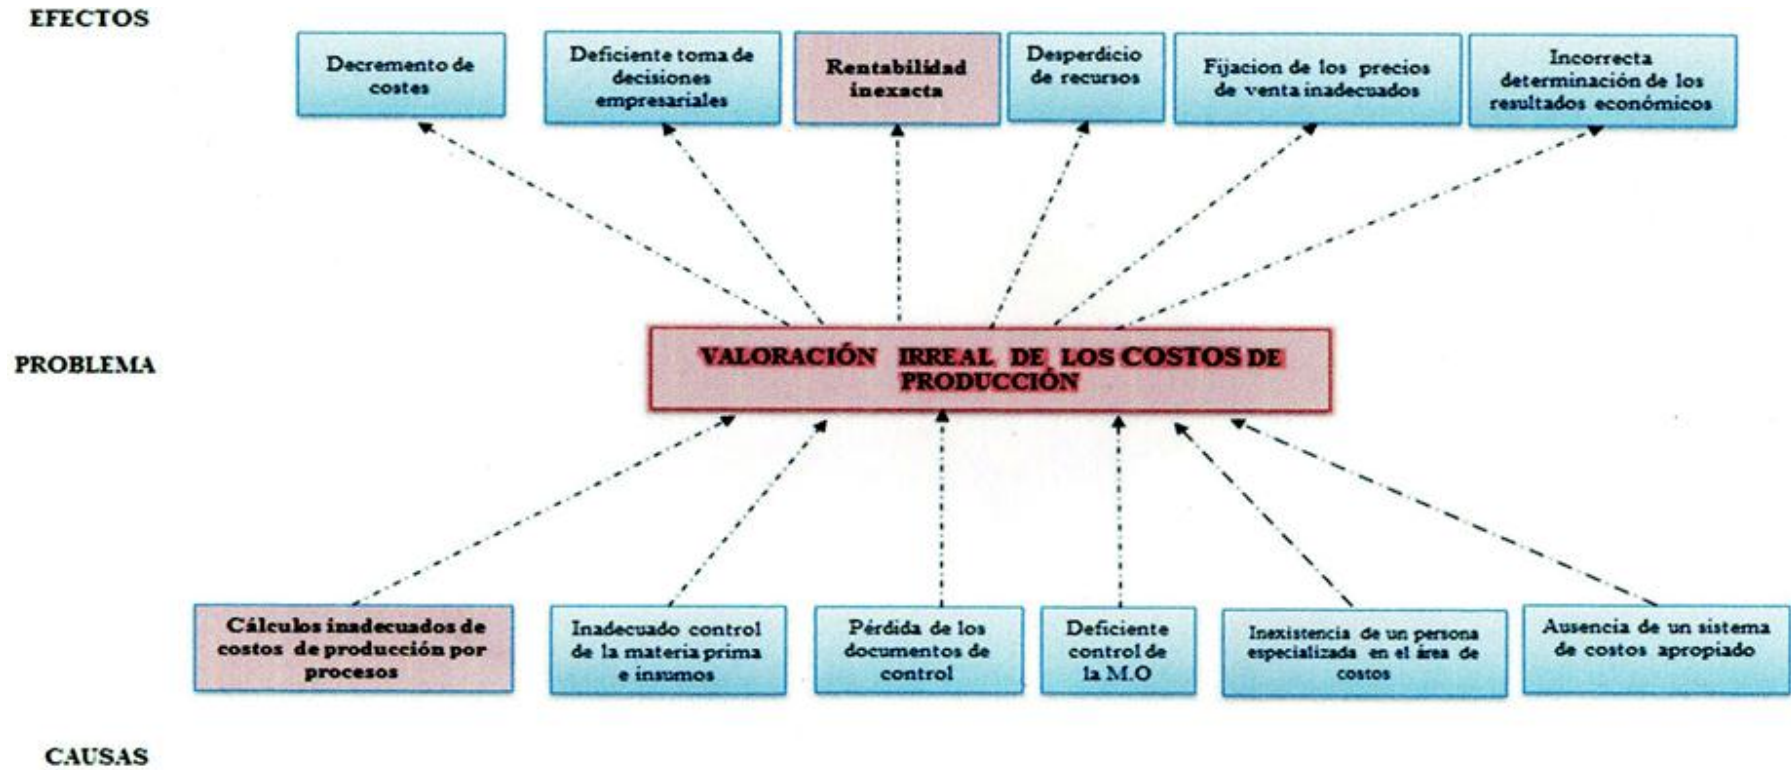 EFECTOS
Decremento de
costes
Deficiente toma de
decisiones
empresariales
Rentabilidad
inexacta
Desperdicio
de recursos
Fijacion de los precios
de venta inadecuados
Incorrecta
determinación de los
resultados económicos
PROBLEMA
VALORACIÓN IRREAL DE LOS COSTOS DE
PRODUCCIÓN
Cálculos inadecuados de
costos de producción por
procesos
Inadecuado control
de la materia prima
e insumos
Pérdida de los
documentos de
control
Deficiente
control de
la M.O
Inexistencia de un persona
especializada en el área de
costos
Ausencia de un sistema
de costos apropiado
CAUSAS